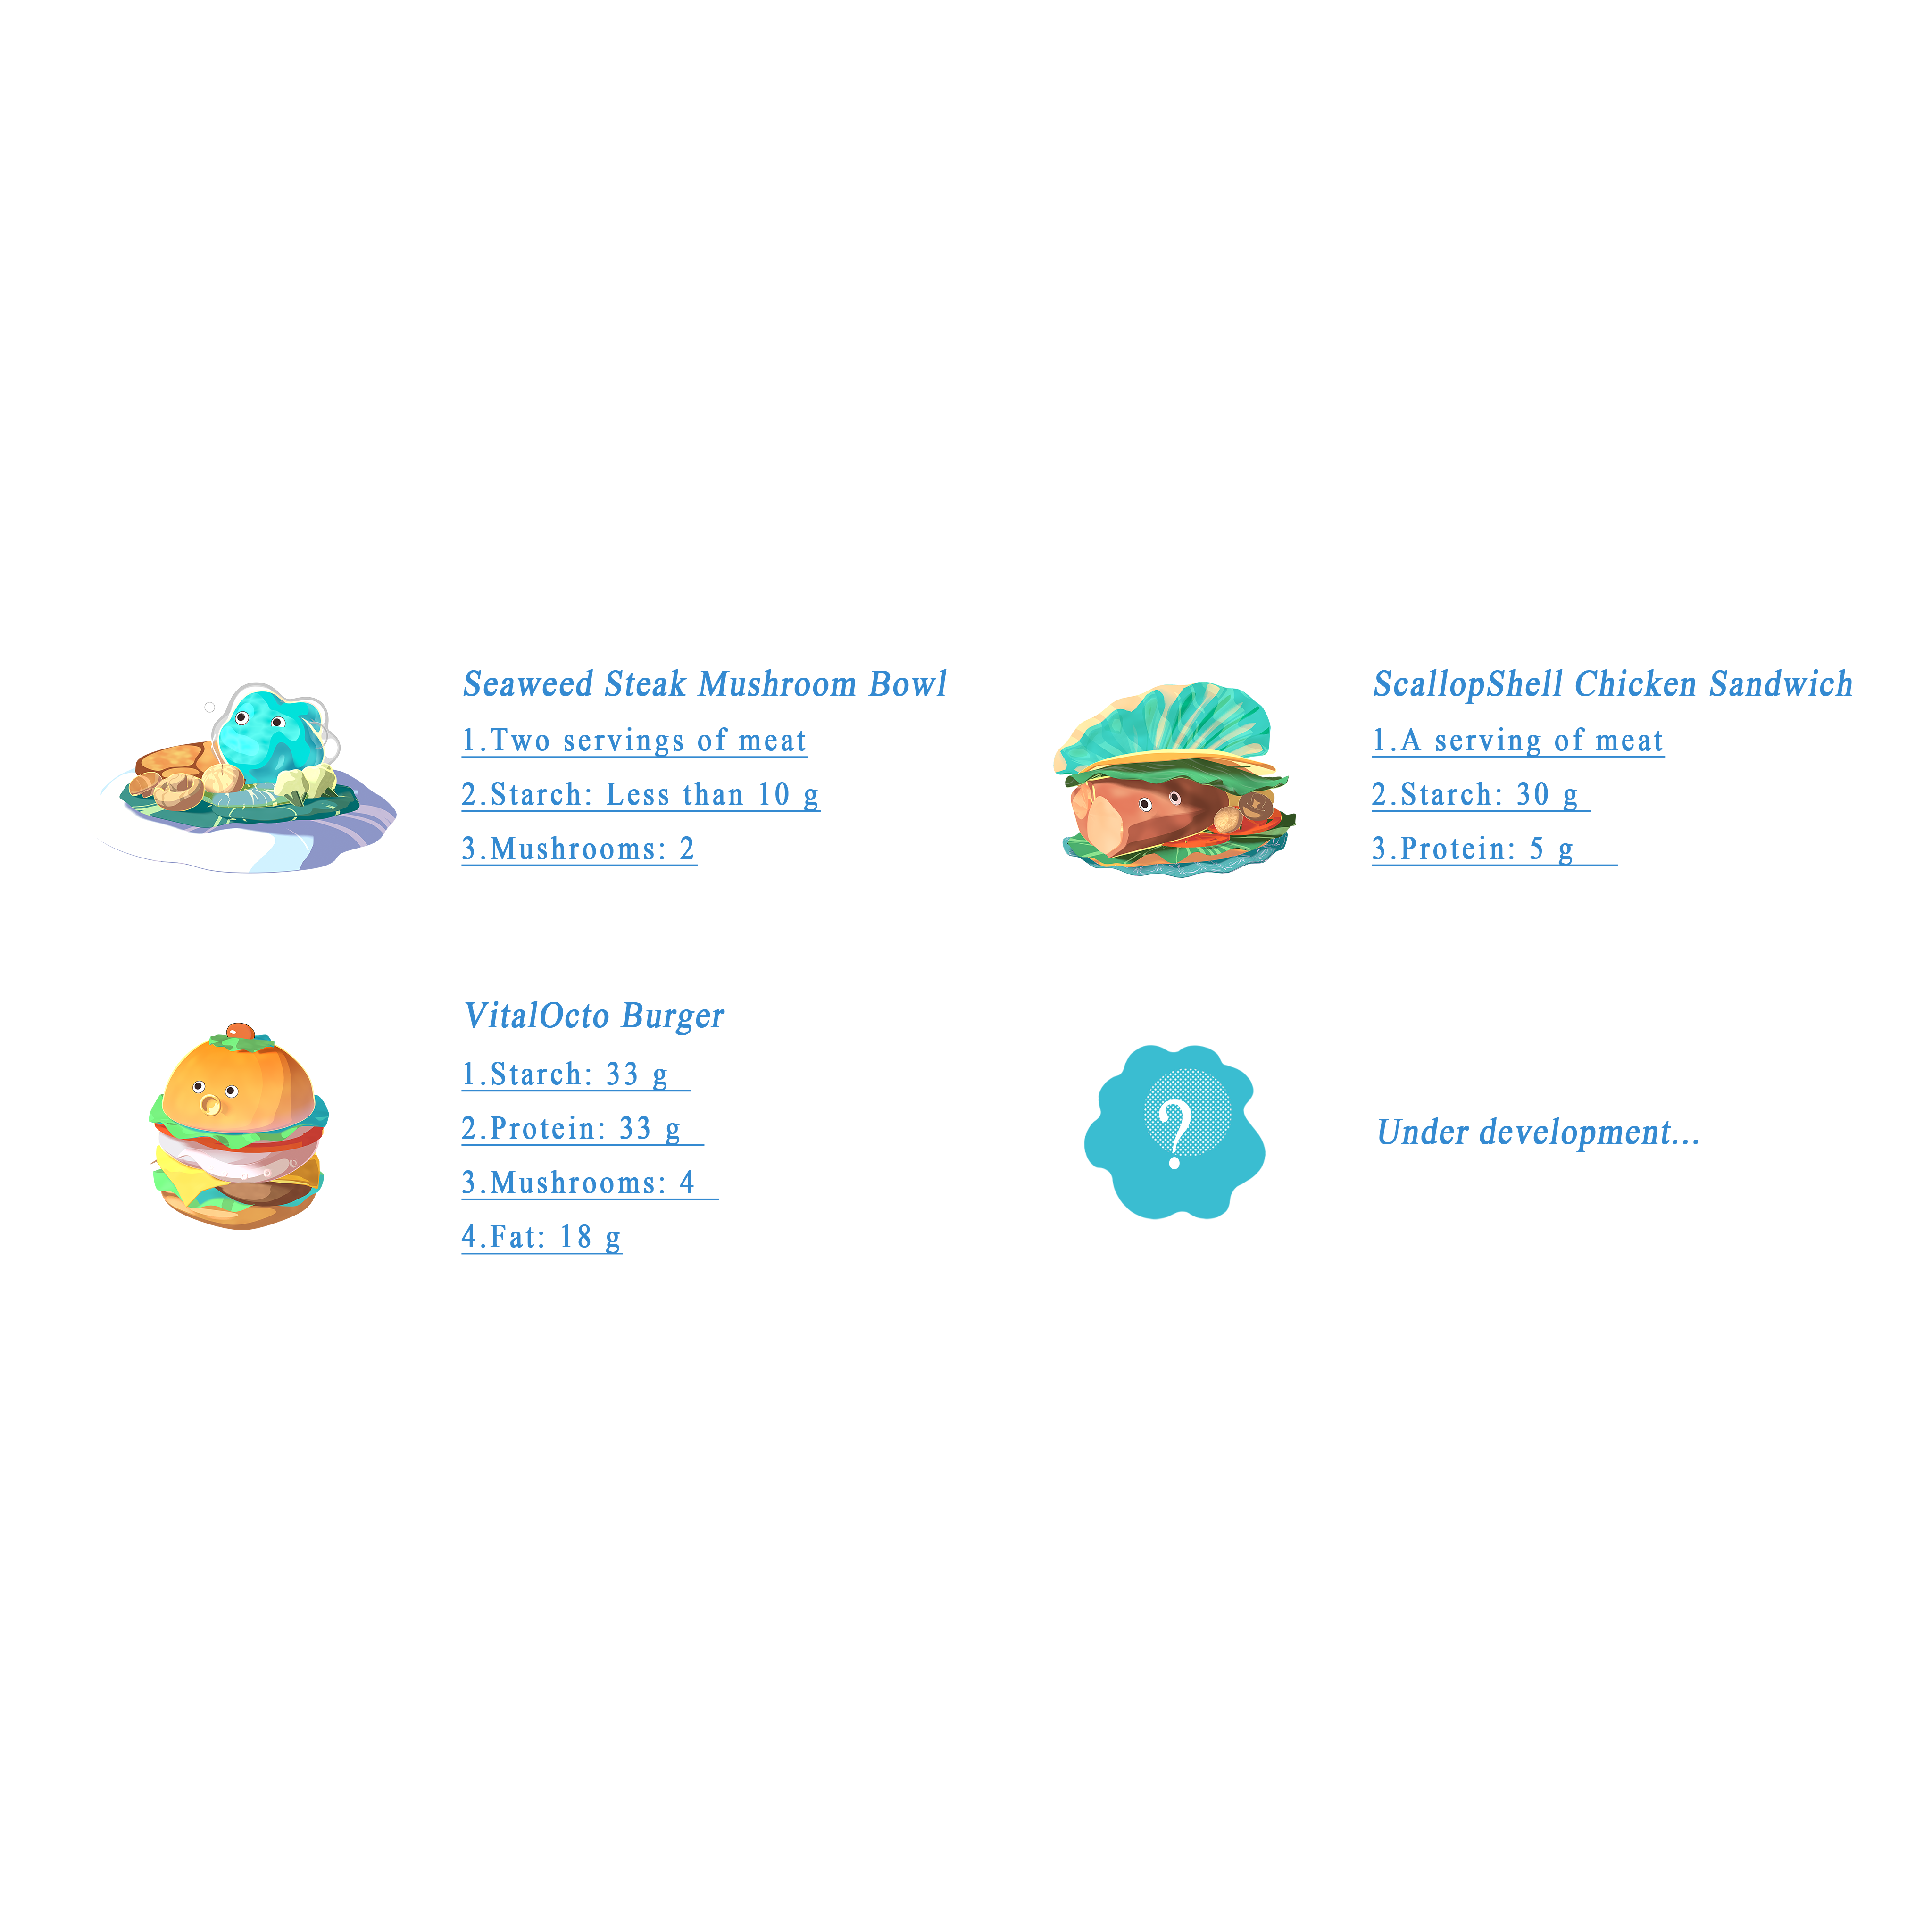 Seaweed Steak Mushroom Bowl
1.Two servings of meat
2.Starch: Less than 10 g
3.Mushrooms: 2
ScallopShell Chicken Sandwich
1.A serving of meat
2.Starch: 30 g
3.Protein: 5 g
VitalOcto Burger
1.Starch: 33 g
2.Protein: 33 g
3.Mushrooms: 4
4.Fat: 18 g
?
Under development...